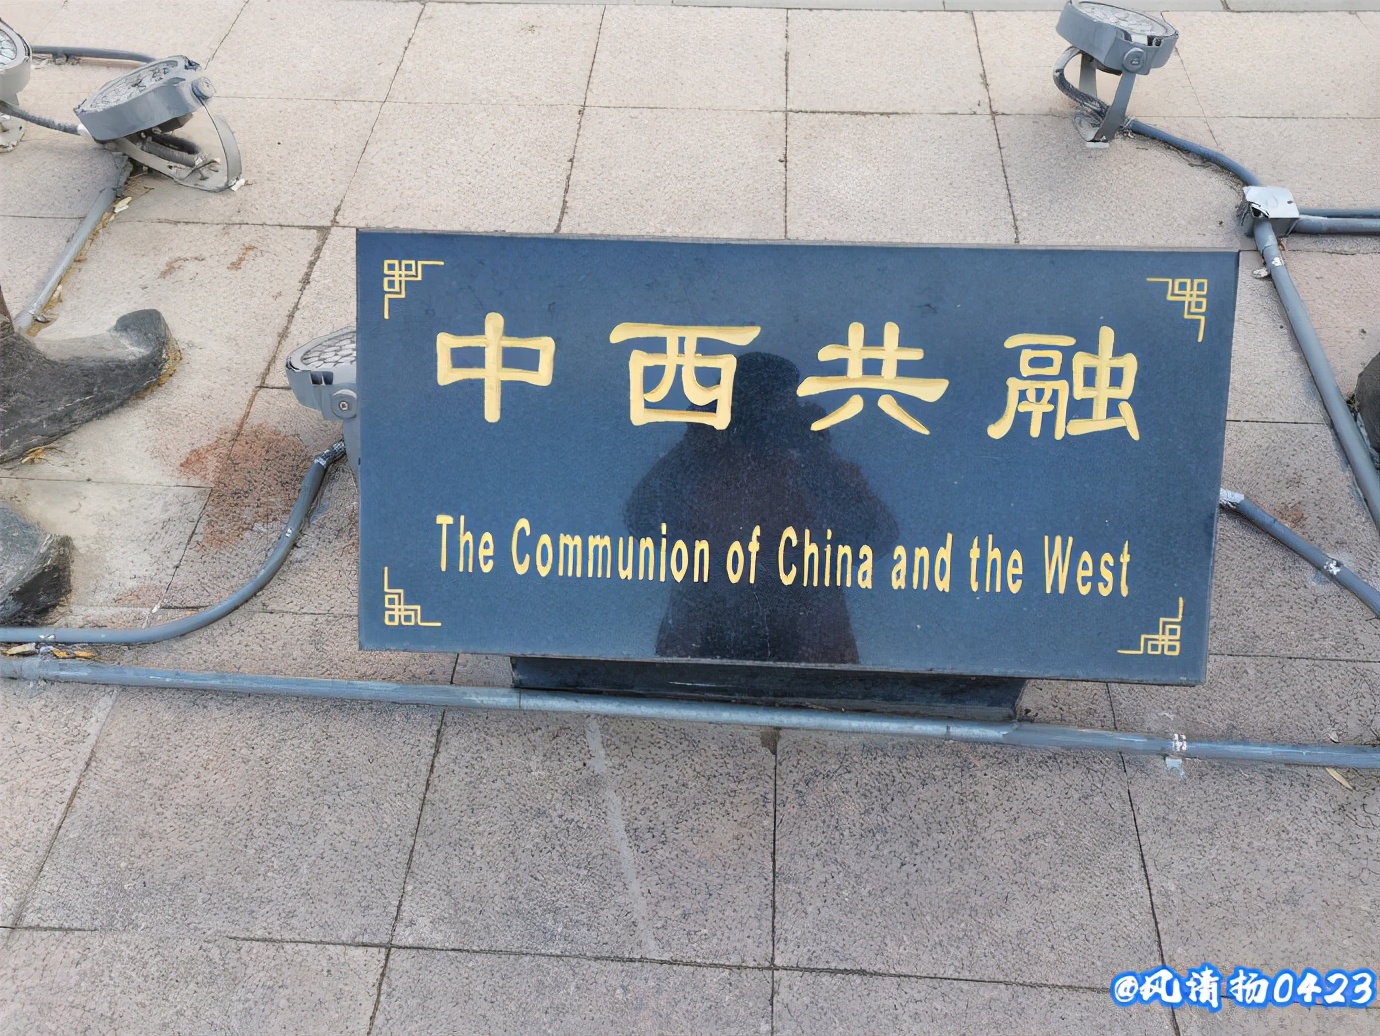 中西共融
The Communion of China and the West
@风清扬0423